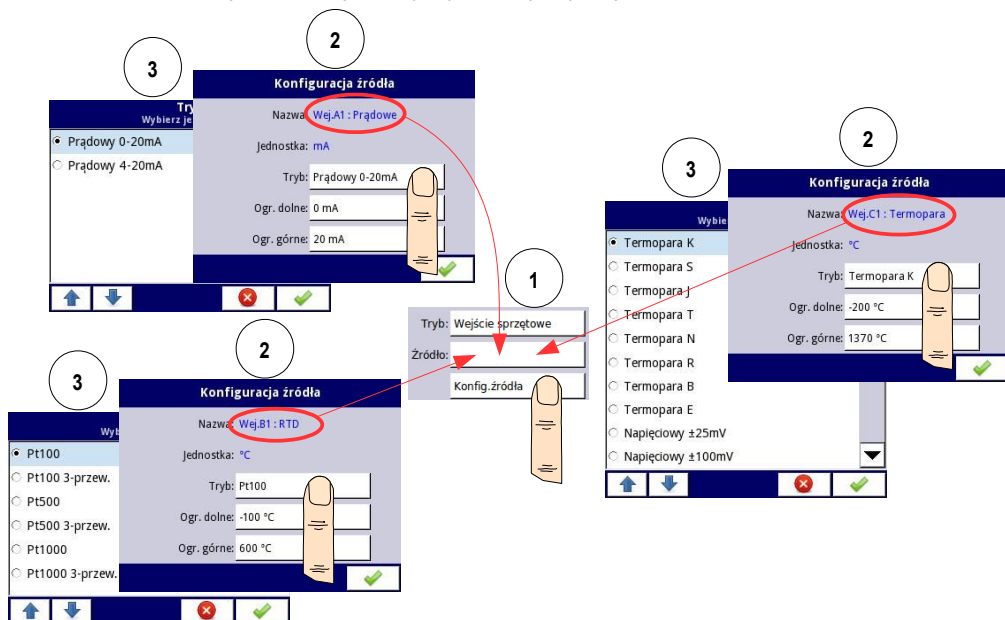 2
3
Konfiguracja źródła
Nazwa: Wej.A1 : Prądowe
Jednostka: mA
Tryb: Prądowy 0-20mA
Ogr. dolne: 0 mA
Ogr. górne: 20 mA
Try
Wybierz je
Prądowy 0-20mA
Prądowy 4-20mA
2
3
Konfiguracja źródła
Nazwa: Wej.C1 : Termopara
Jednostka: °C
Tryb: Termopara K
Ogr. dolne: -200 °C
Ogr. górne: 1370 °C
Wybie
Termopara K
Termopara S
Termopara J
Termopara T
Termopara N
Termopara R
Termopara B
Termopara E
Napięciowy ±25mV
Napięciowy ±100mV
1
Tryb: Wejście sprzętowe
Źródło:
Konfig.źródła
2
3
Konfiguracja źródła
Nazwa: Wej.B1 : RTD
Jednostka: °C
Tryb: Pt100
Ogr. dolne: -100 °C
Ogr. górne: 600 °C
Wyb
Pt100
Pt100 3-przew.
Pt500
Pt500 3-przew.
Pt1000
Pt1000 3-przew.